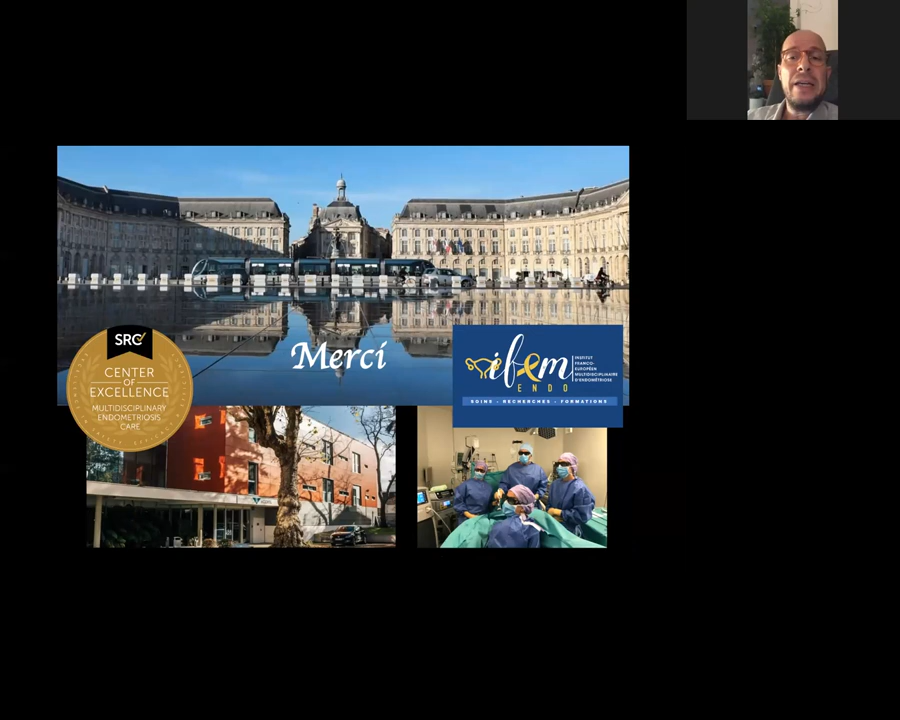 Merci
SRC
CENTER
OF
EXCELLENCE
MULTIDISCIPLINARY
ENDOMETRIOSIS
CARE
ifem
ENDO
INSTITUT
FRANCO-
EUROPÉEN
MULTIDISCIPLINAIRE
D'ENDOMÉTRIOSE
SOINS - RECHERCHES - FORMATIONS